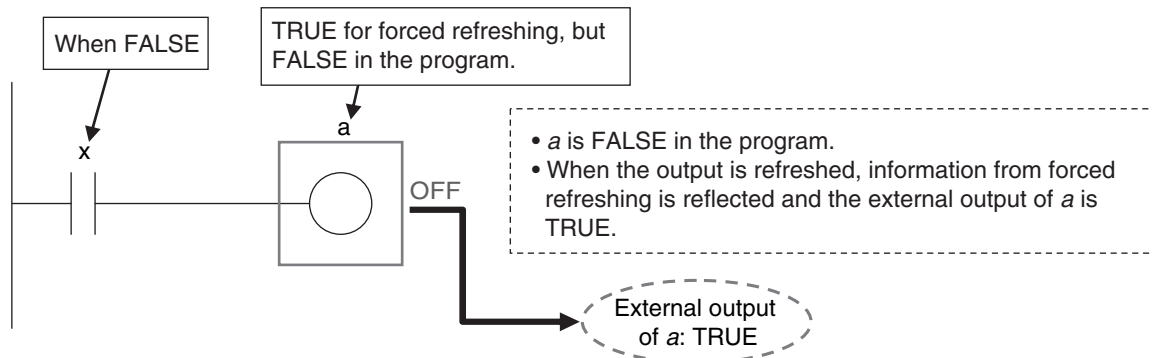 When FALSE
TRUE for forced refreshing, but
FALSE in the program.
x
a
OFF
• a is FALSE in the program.
• When the output is refreshed, information from forced
refreshing is reflected and the external output of a is
TRUE.
External output
of a: TRUE